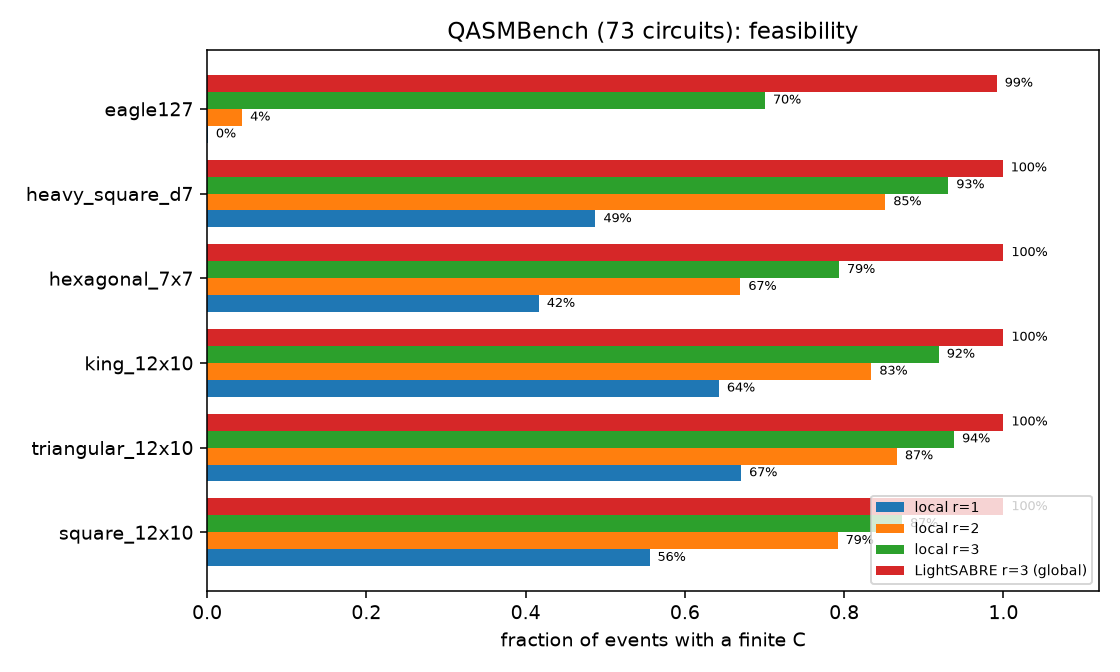 QASMBench (73 circuits): feasibility
eagle127
99%
70%
4%
0%
heavy_square_d7
100%
93%
85%
49%
hexagonal_7x7
100%
79%
67%
42%
king_12x10
100%
92%
83%
64%
triangular_12x10
100%
94%
87%
67%
square_12x10
100%
87%
79%
56%
local r=1
local r=2
local r=3
LightSABRE r=3 (global)
0.0 0.2 0.4 0.6 0.8 1.0
fraction of events with a finite C